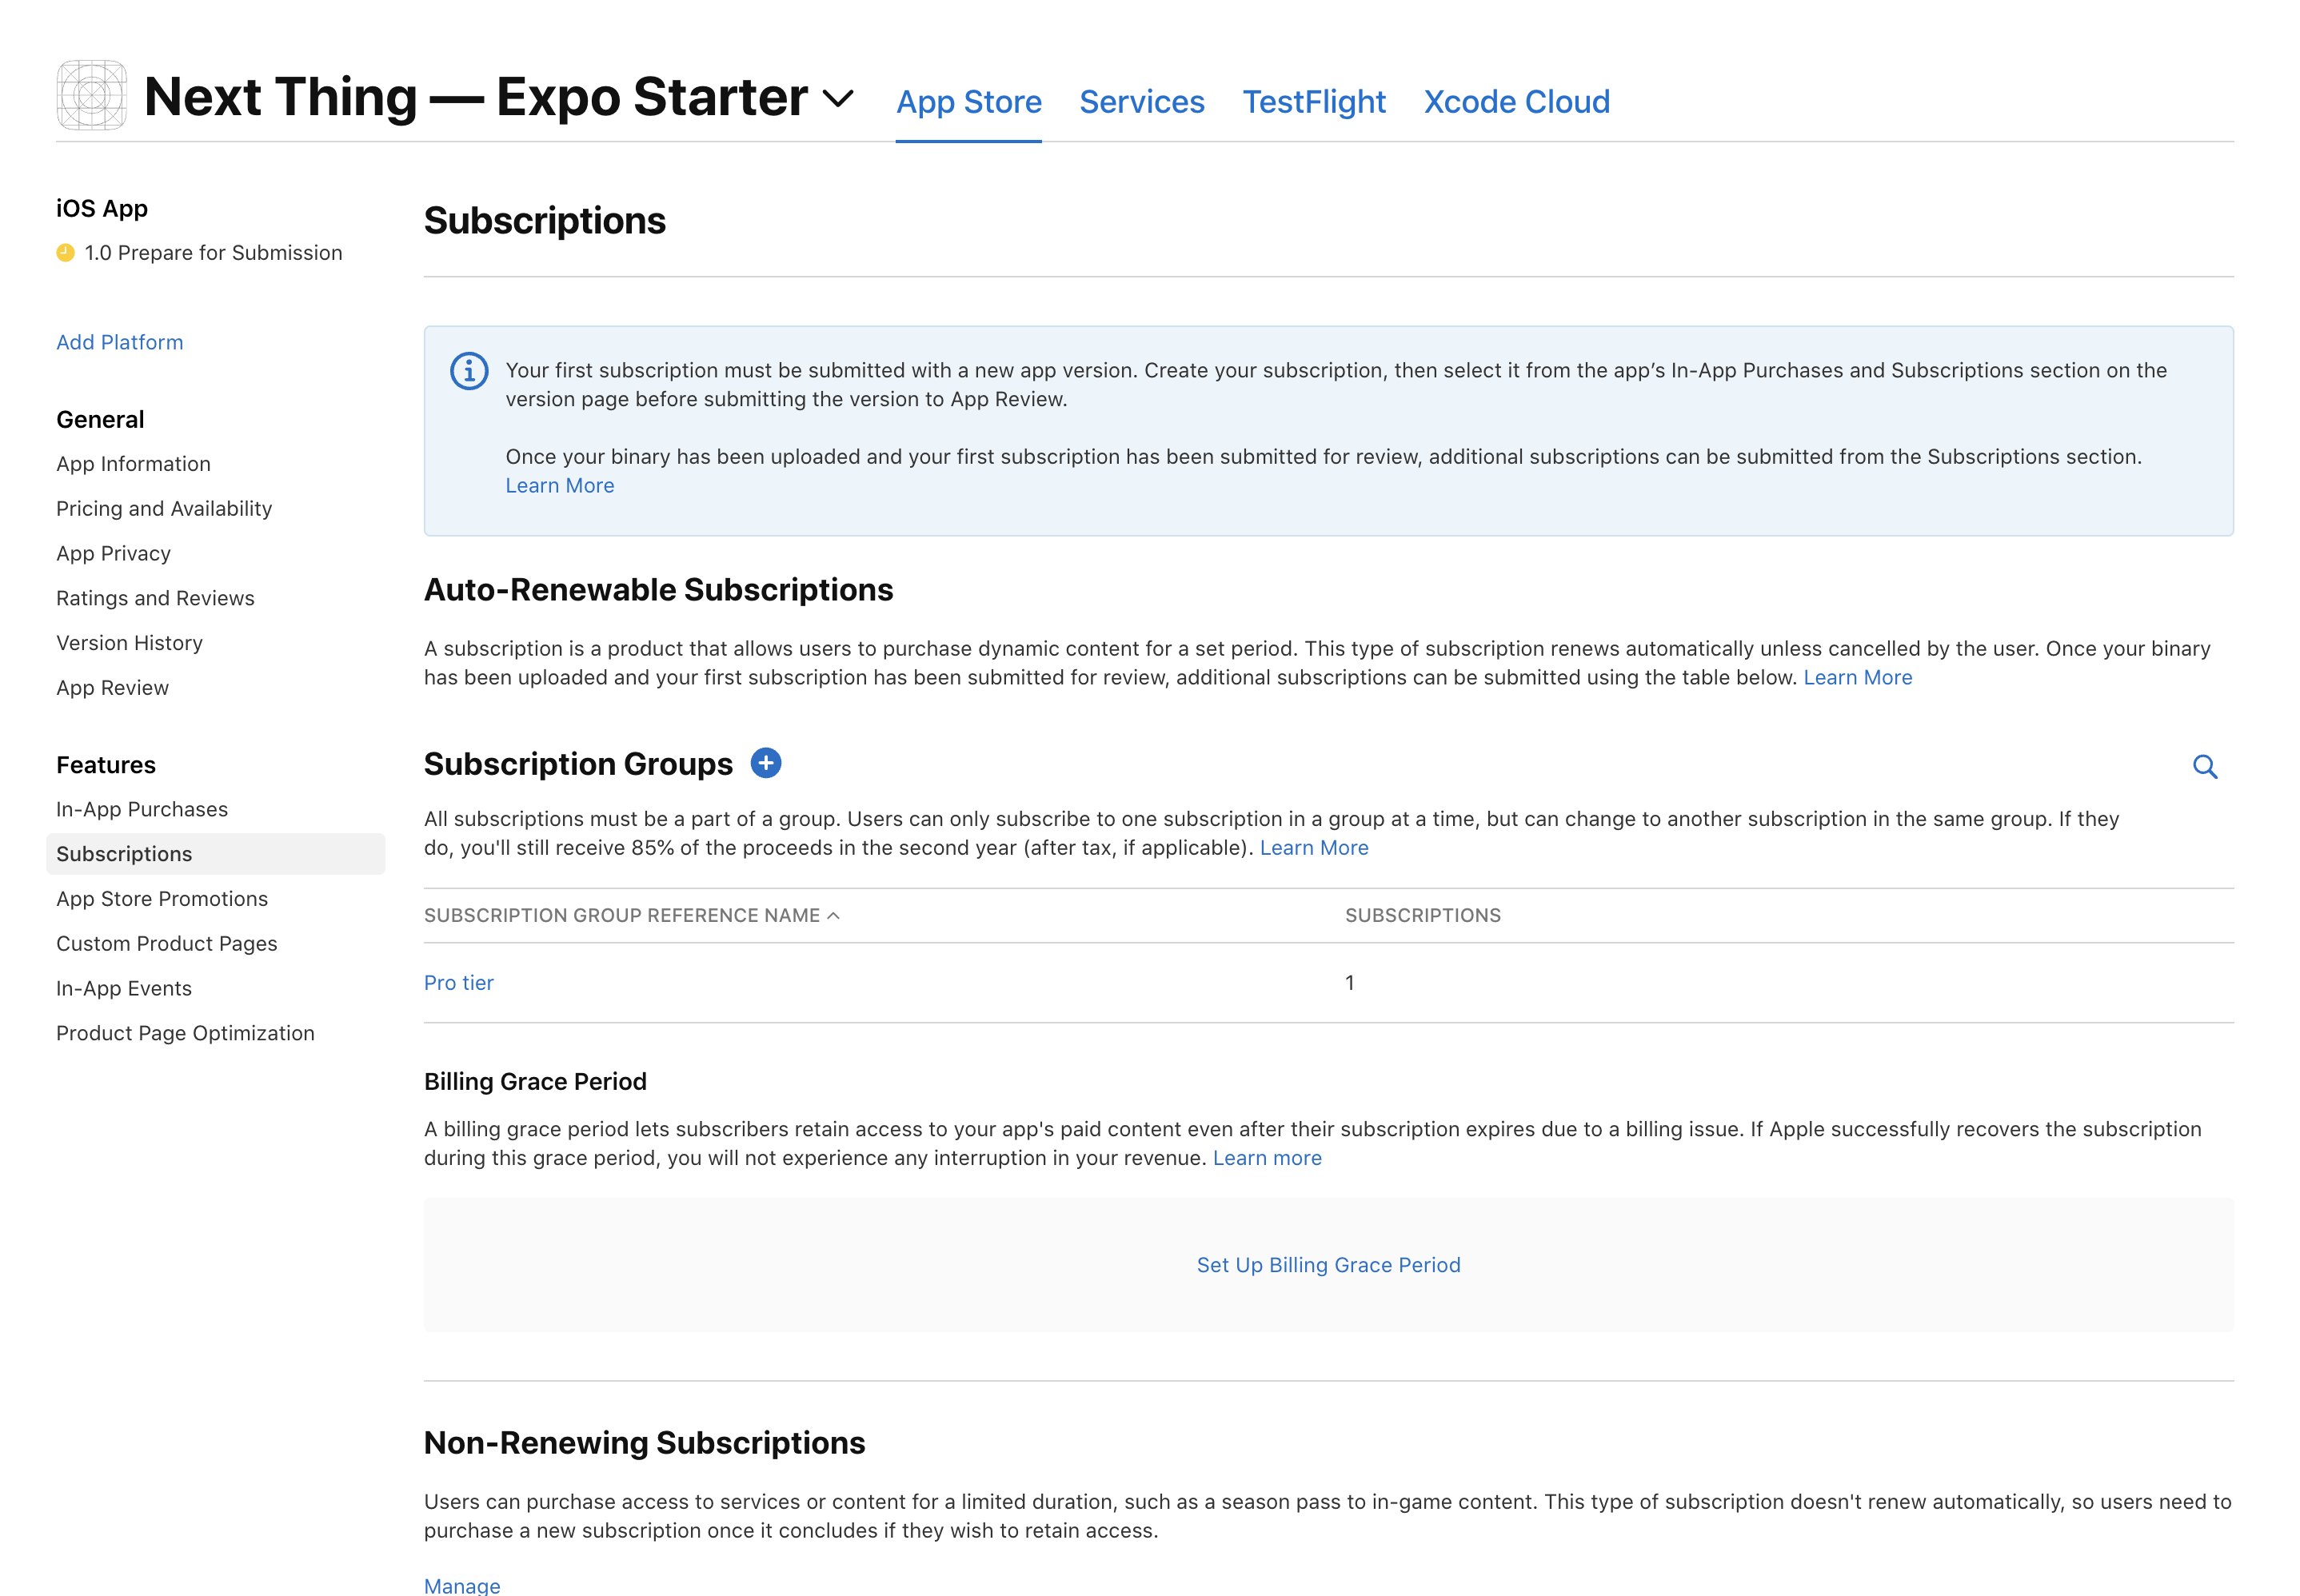 Next Thing — Expo Starter
App Store
Services
TestFlight
Xcode Cloud
iOS App
1.0 Prepare for Submission
Add Platform
General
App Information
Pricing and Availability
App Privacy
Ratings and Reviews
Version History
App Review
Features
In-App Purchases
Subscriptions
App Store Promotions
Custom Product Pages
In-App Events
Product Page Optimization
Subscriptions
Your first subscription must be submitted with a new app version. Create your subscription, then select it from the app’s In-App Purchases and Subscriptions section on the
version page before submitting the version to App Review.
Once your binary has been uploaded and your first subscription has been submitted for review, additional subscriptions can be submitted from the Subscriptions section.
Learn More
Auto-Renewable Subscriptions
A subscription is a product that allows users to purchase dynamic content for a set period. This type of subscription renews automatically unless cancelled by the user. Once your binary
has been uploaded and your first subscription has been submitted for review, additional subscriptions can be submitted using the table below. Learn More
Subscription Groups
All subscriptions must be a part of a group. Users can only subscribe to one subscription in a group at a time, but can change to another subscription in the same group. If they
do, you'll still receive 85% of the proceeds in the second year (after tax, if applicable). Learn More
SUBSCRIPTION GROUP REFERENCE NAME
SUBSCRIPTIONS
Pro tier
1
Billing Grace Period
A billing grace period lets subscribers retain access to your app's paid content even after their subscription expires due to a billing issue. If Apple successfully recovers the subscription
during this grace period, you will not experience any interruption in your revenue. Learn more
Set Up Billing Grace Period
Non-Renewing Subscriptions
Users can purchase access to services or content for a limited duration, such as a season pass to in-game content. This type of subscription doesn't renew automatically, so users need to
purchase a new subscription once it concludes if they wish to retain access.
Manage